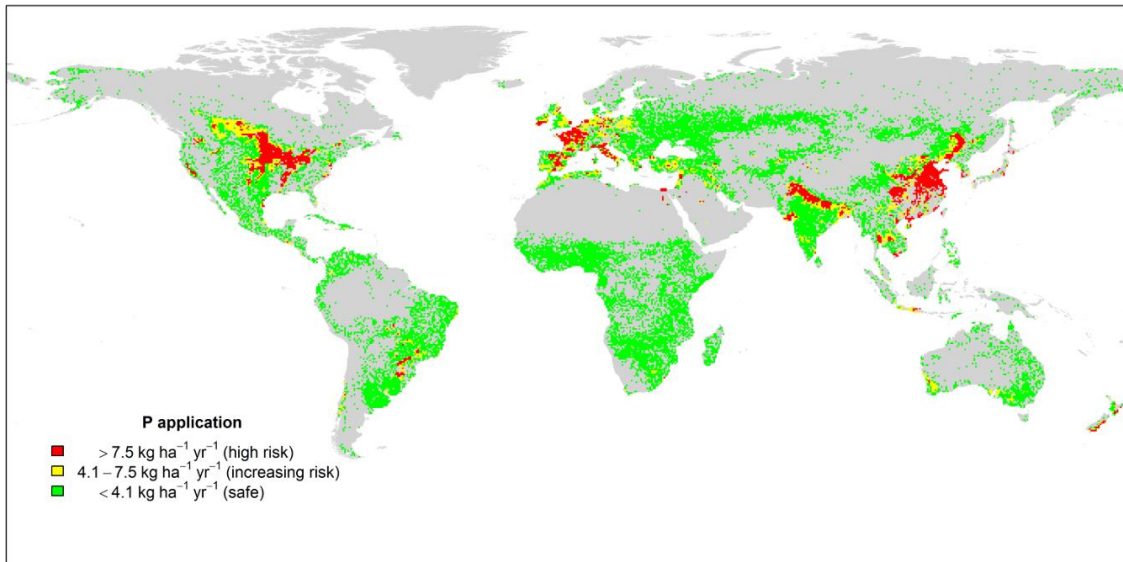 P application
> 7.5 kg ha⁻¹ yr⁻¹ (high risk)
4.1 – 7.5 kg ha⁻¹ yr⁻¹ (increasing risk)
< 4.1 kg ha⁻¹ yr⁻¹ (safe)